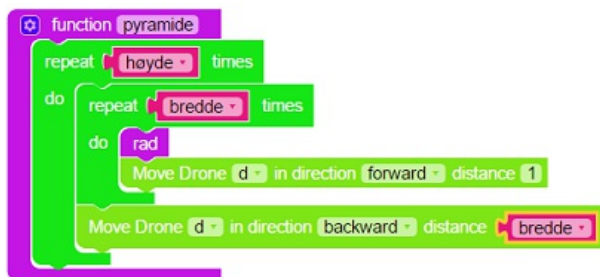 function pyramide
repeat høyde times
do repeat bredde times
do rad
Move Drone d in direction forward distance 1
Move Drone d in direction backward distance bredde